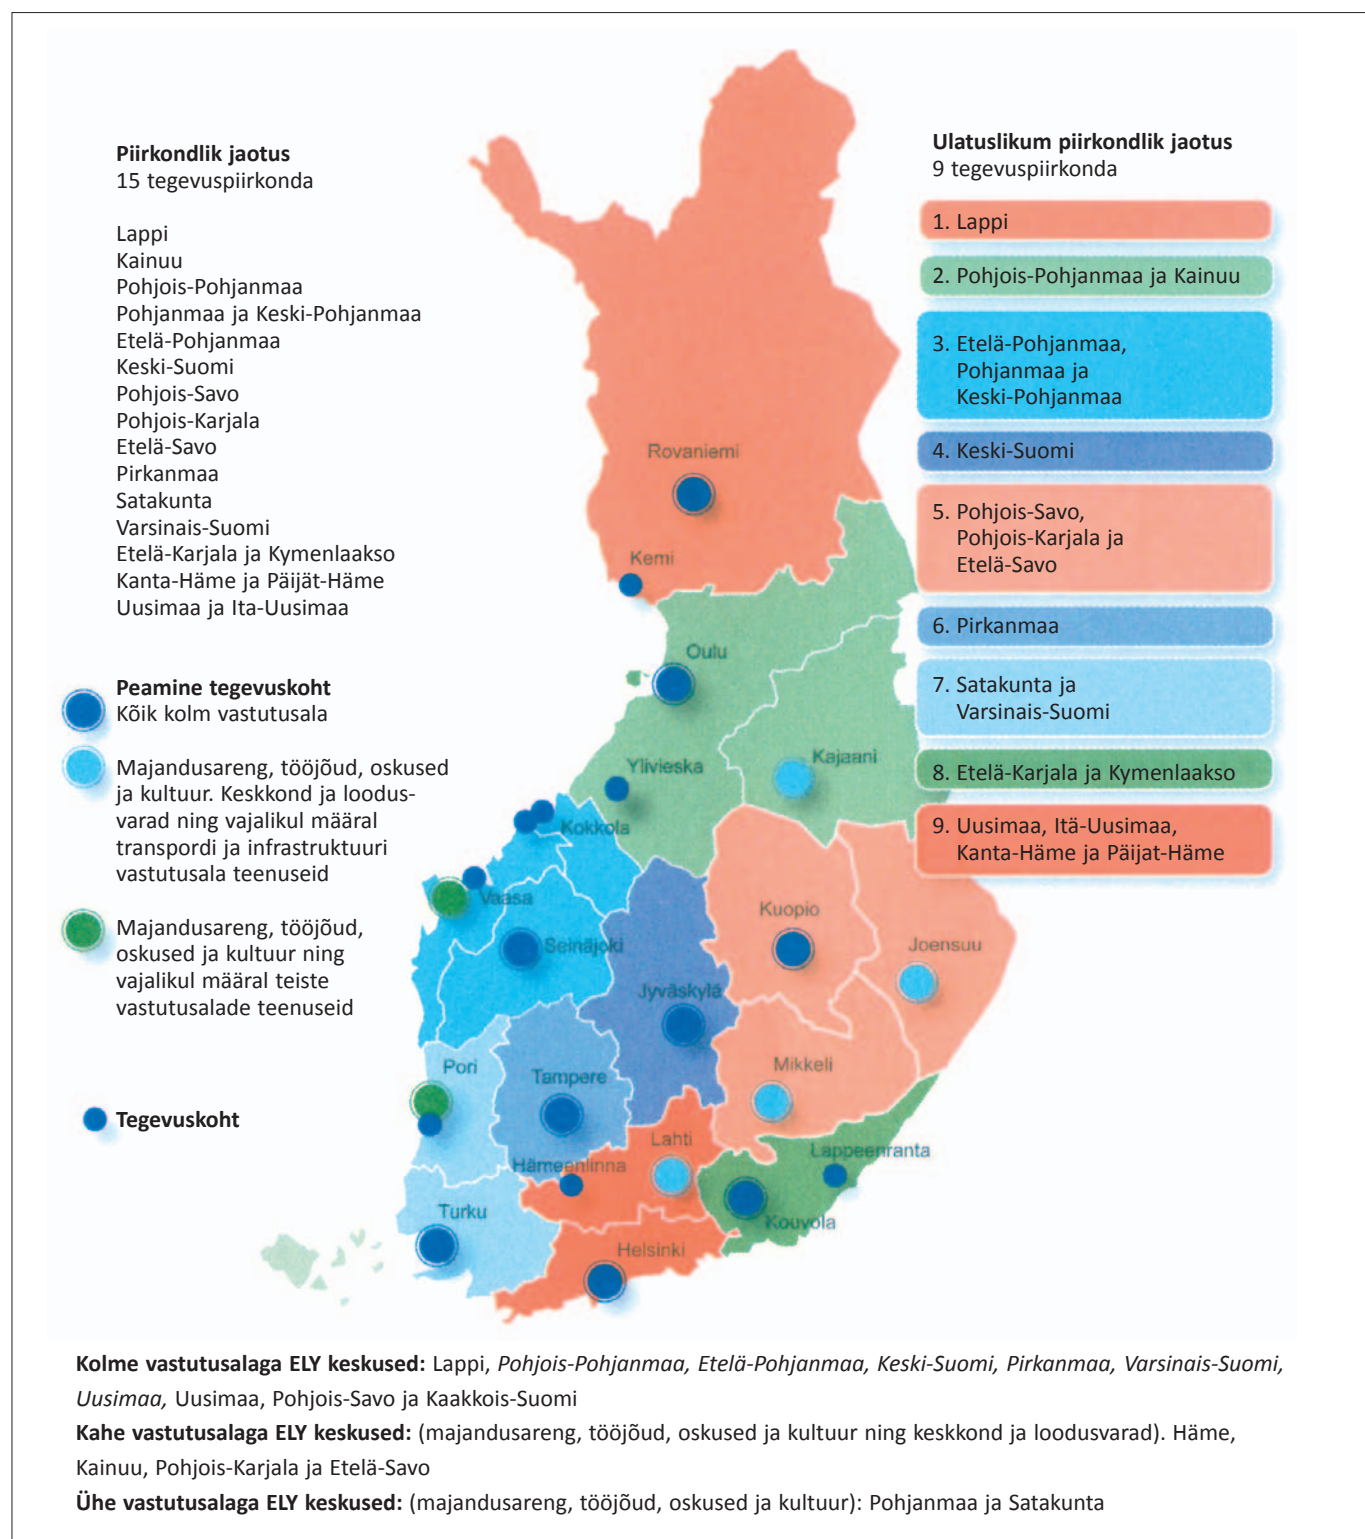 Piirkondlik jaotus
15 tegevuspiirkonda
Lappi
Kainuu
Pohjois-Pohjanmaa
Pohjanmaa ja Keski-Pohjanmaa
Etelä-Pohjanmaa
Keski-Suomi
Pohjois-Savo
Pohjois-Karjala
Etelä-Savo
Pirkanmaa
Satakunta
Varsinais-Suomi
Etelä-Karjala ja Kymenlaakso
Kanta-Häme ja Päijät-Häme
Uusimaa ja Ita-Uusimaa
Peamine tegevuskoht
Kõik kolm vastutusala
Majandusareng, tööjõud, oskused
ja kultuur. Keskkond ja loodus-
varad ning vajalikul määral
transpordi ja infrastruktuuri
vastutusala teenuseid
Majandusareng, tööjõud,
oskused ja kultuur ning
vajalikul määral teiste
vastutusalade teenuseid
Tegevuskoht
Rovaniemi
Kemi
Oulu
Ylivieska
Kajaani
Kokkola
Vaasa
Seinäjoki
Kuopio
Joensuu
Jyväskylä
Pori
Tampere
Mikkeli
Lahti
Hämeenlinna
Lappeenranta
Turku
Kouvola
Helsinki
Ulatuslikum piirkondlik jaotus
9 tegevuspiirkonda
1. Lappi
2. Pohjois-Pohjanmaa ja Kainuu
3. Etelä-Pohjanmaa,
Pohjanmaa ja
Keski-Pohjanmaa
4. Keski-Suomi
5. Pohjois-Savo,
Pohjois-Karjala ja
Etelä-Savo
6. Pirkanmaa
7. Satakunta ja
Varsinais-Suomi
8. Etelä-Karjala ja Kymenlaakso
9. Uusimaa, Itä-Uusimaa,
Kanta-Häme ja Päijat-Häme
Kolme vastutusalaga ELY keskused: Lappi, Pohjois-Pohjanmaa, Etelä-Pohjanmaa, Keski-Suomi, Pirkanmaa, Varsinais-Suomi,
Uusimaa, Uusimaa, Pohjois-Savo ja Kaakkois-Suomi
Kahe vastutusalaga ELY keskused: (majandusareng, tööjõud, oskused ja kultuur ning keskkond ja loodusvarad). Häme,
Kainuu, Pohjois-Karjala ja Etelä-Savo
Ühe vastutusalaga ELY keskused: (majandusareng, tööjõud, oskused ja kultuur): Pohjanmaa ja Satakunta